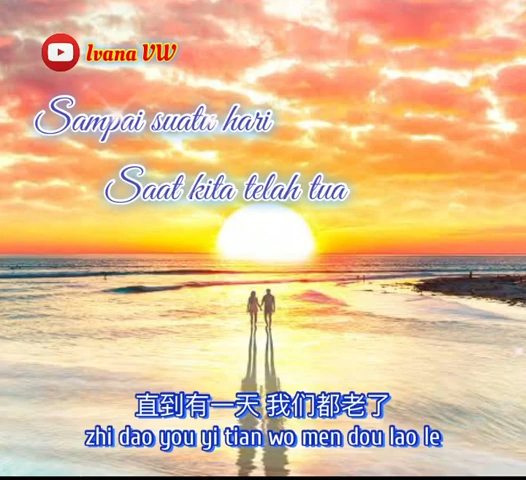 Ivana VW
Sampai suatu hari
Saat kita telah tua
直到有一天 我们都老了
zhi dao you yi tian wo men dou lao le